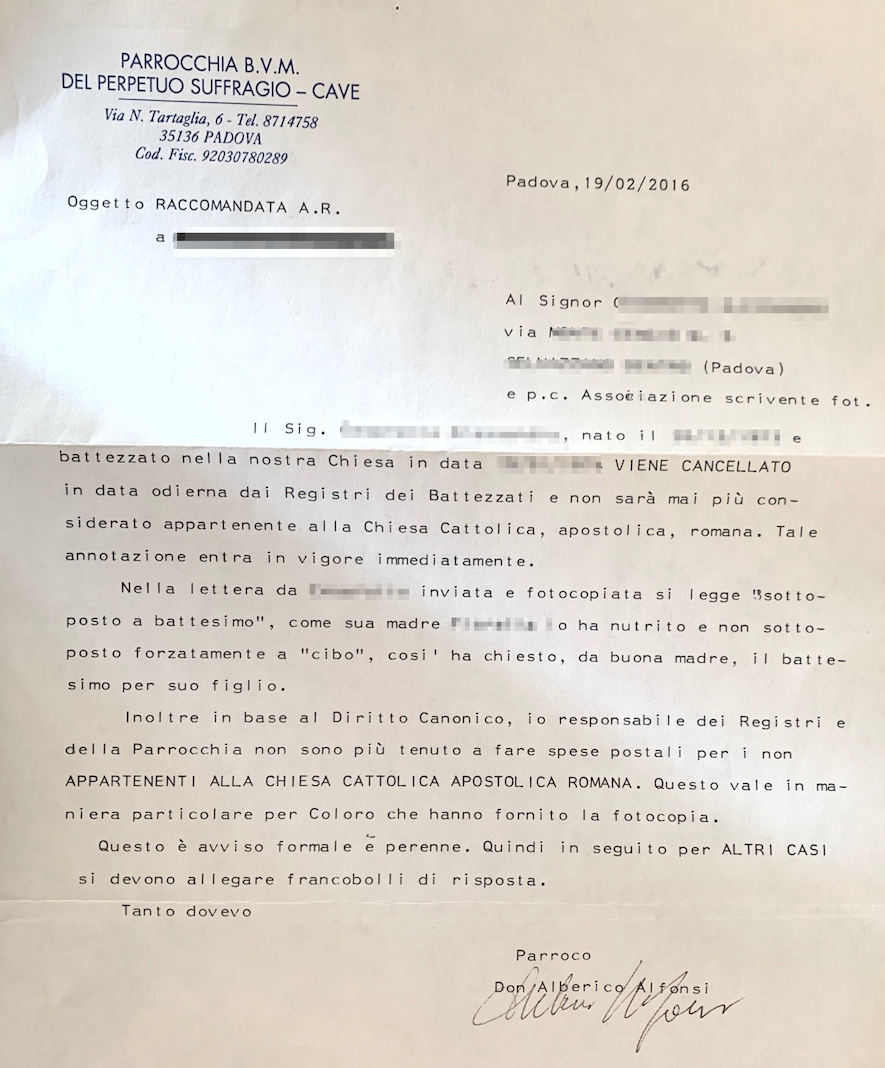 PARROCCHIA B.V.M.
DEL PERPETUO SUFFRAGIO – CAVE
Via N. Tartaglia, 6 - Tel. 8714758
35136 PADOVA
Cod. Fisc. 92030780289
Padova,19/02/2016
Oggetto RACCOMANDATA A.R.
a
Al Signor
via
(Padova)
e p.c. Associazione scrivente fot.
Il Sig. , nato il e
battezzato nella nostra Chiesa in data VIENE CANCELLATO
in data odierna dai Registri dei Battezzati e non sarà mai più con-
siderato appartenente alla Chiesa Cattolica, apostolica, romana. Tale
annotazione entra in vigore immediatamente.
Nella lettera da inviata e fotocopiata si legge "sotto-
posto a battesimo", come sua madre lo ha nutrito e non sotto-
posto forzatamente a "cibo", cosi' ha chiesto, da buona madre, il batte-
simo per suo figlio.
Inoltre in base al Diritto Canonico, io responsabile dei Registri e
della Parrocchia non sono più tenuto a fare spese postali per i non
APPARTENENTI ALLA CHIESA CATTOLICA APOSTOLICA ROMANA. Questo vale in ma-
niera particolare per Coloro che hanno fornito la fotocopia.
Questo è avviso formale e perenne. Quindi in seguito per ALTRI CASI
si devono allegare francobolli di risposta.
Tanto dovevo
Parroco
Don Alberico Alfonsi